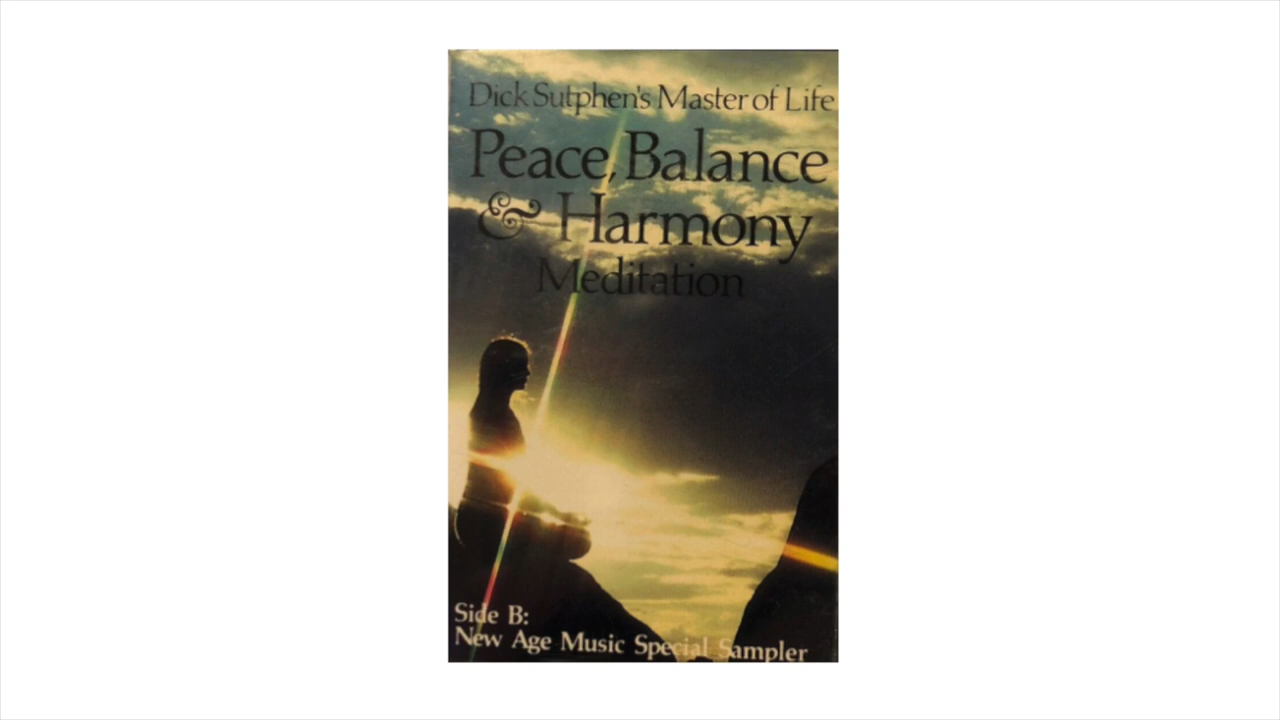 Dick Sutphen's Master of Life
Peace, Balance
& Harmony
Meditation
Side B:
New Age Music Special Sampler